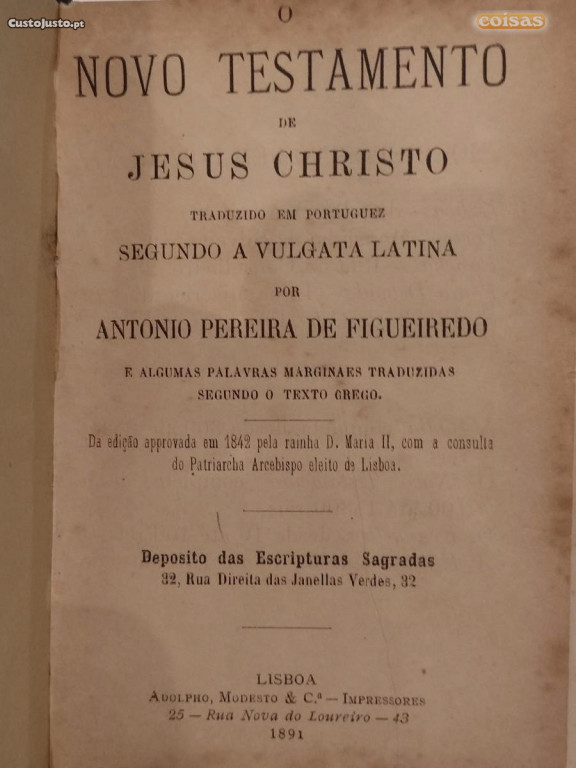 CustoJusto.pt
coisas
O
NOVO TESTAMENTO
DE
JESUS CHRISTO
TRADUZIDO EM PORTUGUEZ
SEGUNDO A VULGATA LATINA
POR
ANTONIO PEREIRA DE FIGUEIREDO
E ALGUMAS PALAVRAS MARGINAES TRADUZIDAS
SEGUNDO O TEXTO GREGO.
Da edição approvada em 1842 pela rainha D. Maria II, com a consulta
do Patriarcha Arcebispo eleito de Lisboa.
Deposito das Escripturas Sagradas
32, Rua Direita das Janellas Verdes, 32
LISBOA
ADOLPHO, MODESTO & C.ª — IMPRESSORES
25 — Rua Nova do Loureiro — 43
1891